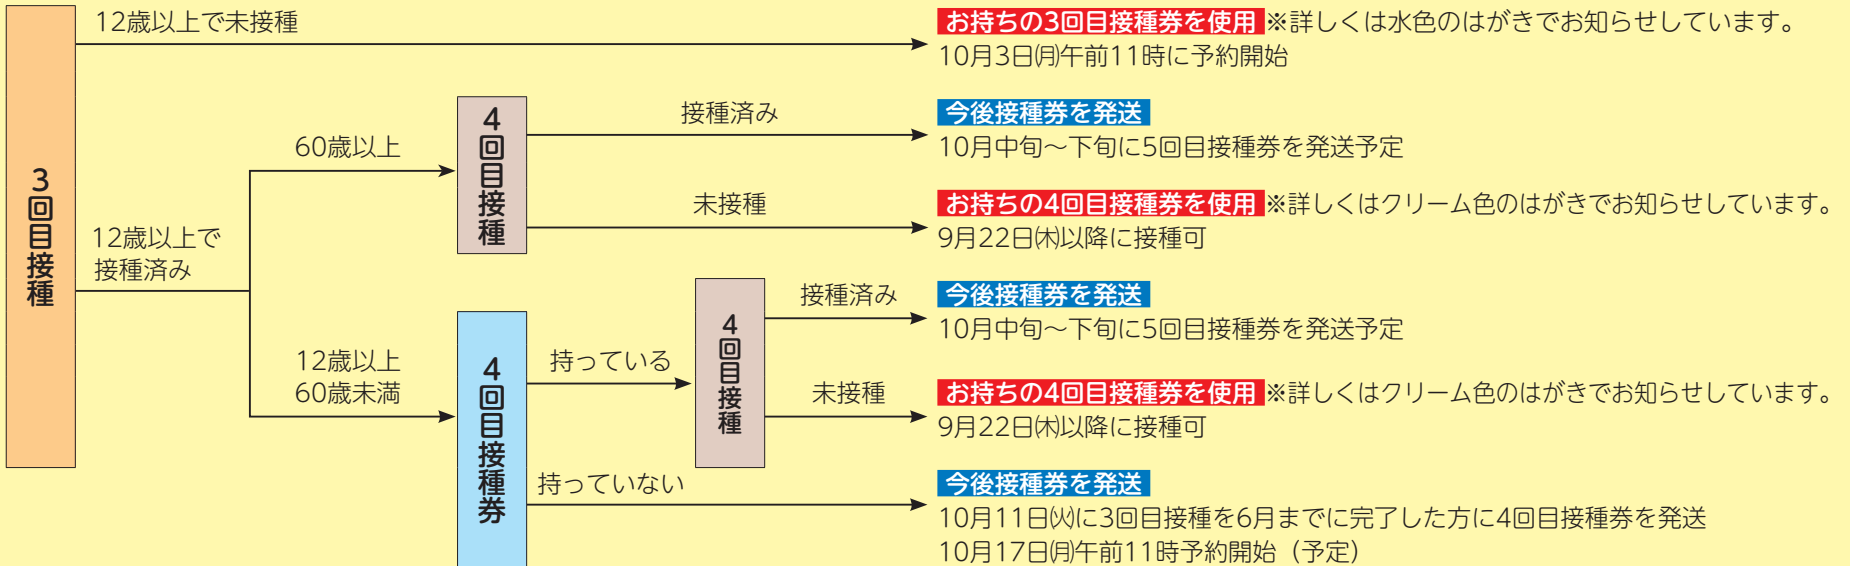 3回目接種
12歳以上で未接種
お持ちの3回目接種券を使用 ※詳しくは水色のはがきでお知らせしています。
10月3日㈪午前11時に予約開始
12歳以上で
接種済み
60歳以上
4回目接種
接種済み
今後接種券を発送
10月中旬〜下旬に5回目接種券を発送予定
未接種
お持ちの4回目接種券を使用 ※詳しくはクリーム色のはがきでお知らせしています。
9月22日㈭以降に接種可
12歳以上
60歳未満
4回目接種券
持っている
4回目接種
接種済み
今後接種券を発送
10月中旬〜下旬に5回目接種券を発送予定
未接種
お持ちの4回目接種券を使用 ※詳しくはクリーム色のはがきでお知らせしています。
9月22日㈭以降に接種可
持っていない
今後接種券を発送
10月11日㈫に3回目接種を6月までに完了した方に4回目接種券を発送
10月17日㈪午前11時予約開始（予定）